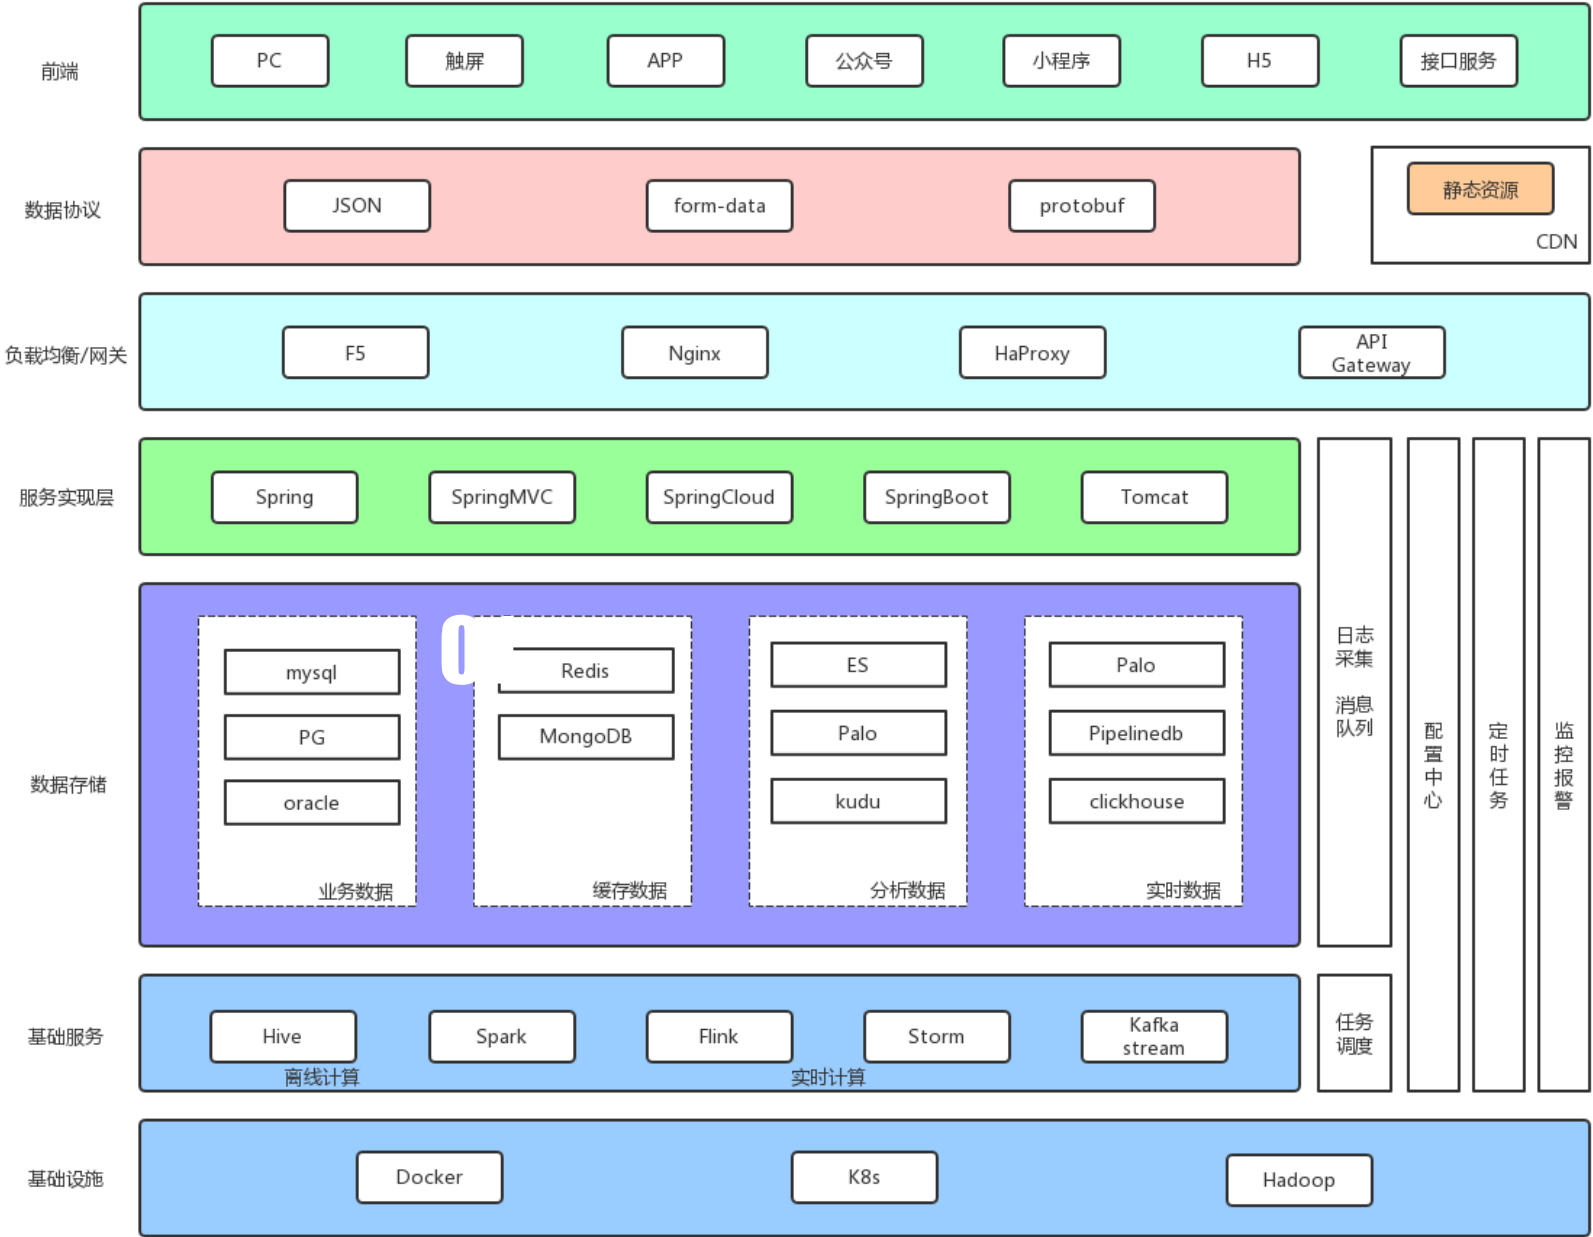 前端
PC
触屏
APP
公众号
小程序
H5
接口服务
数据协议
JSON
form-data
protobuf
静态资源
CDN
负载均衡/网关
F5
Nginx
HaProxy
API
Gateway
服务实现层
Spring
SpringMVC
SpringCloud
SpringBoot
Tomcat
数据存储
mysql
PG
oracle
业务数据
Redis
MongoDB
缓存数据
ES
Palo
kudu
分析数据
Palo
Pipelinedb
clickhouse
实时数据
日志
采集
消息
队列
配置中心
定时任务
监控报警
基础服务
Hive
Spark
Flink
Storm
Kafka
stream
离线计算
实时计算
任务
调度
基础设施
Docker
K8s
Hadoop